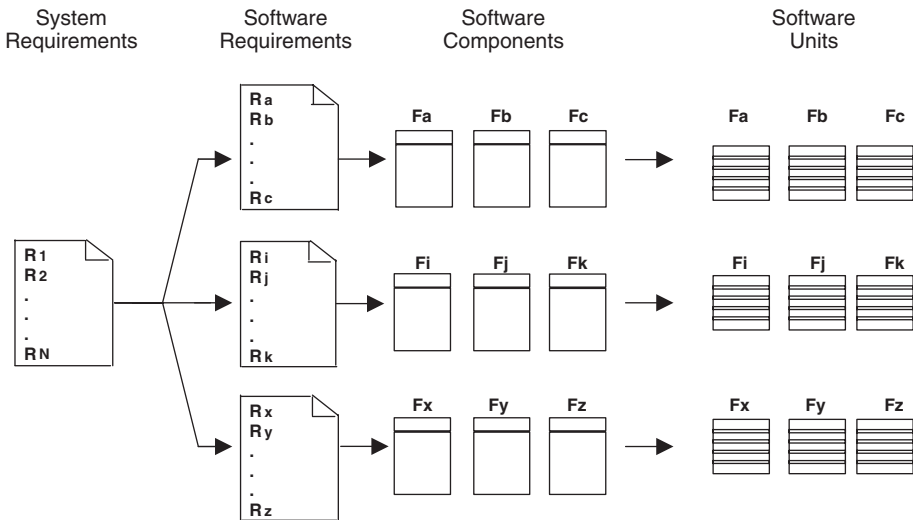 System
Requirements
Software
Requirements
Software
Components
Software
Units
Ra
Rb
.
.
.
Rc
Fa Fb Fc
Fa Fb Fc
R1
R2
.
.
.
RN
Ri
Rj
.
.
.
Rk
Fi Fj Fk
Fi Fj Fk
Rx
Ry
.
.
.
Rz
Fx Fy Fz
Fx Fy Fz